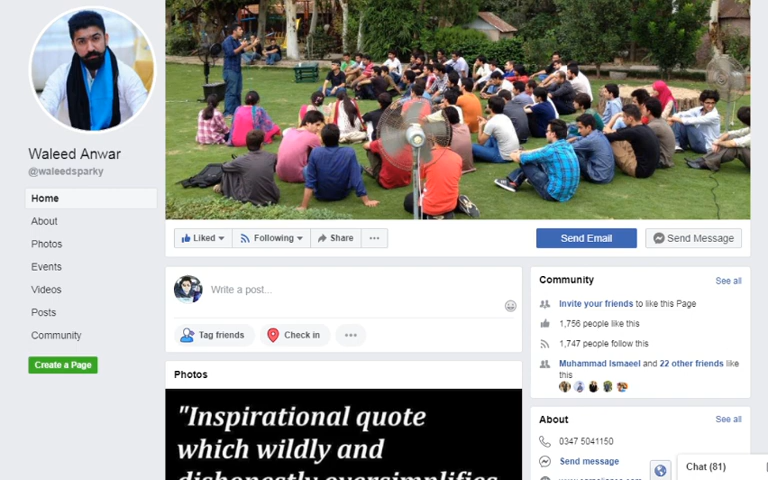 Waleed Anwar
@waleedsparky
Home
About
Photos
Events
Videos
Posts
Community
Create a Page
Liked
Following
Share
Send Email
Send Message
Write a post...
Tag friends
Check in
Photos
"Inspirational quote
which wildly and
dishonestly oversimplifies
Community
See all
Invite your friends to like this Page
1,756 people like this
1,747 people follow this
Muhammad Ismaeel and 22 other friends like
this
About
See all
0347 5041150
Send message
Chat (81)